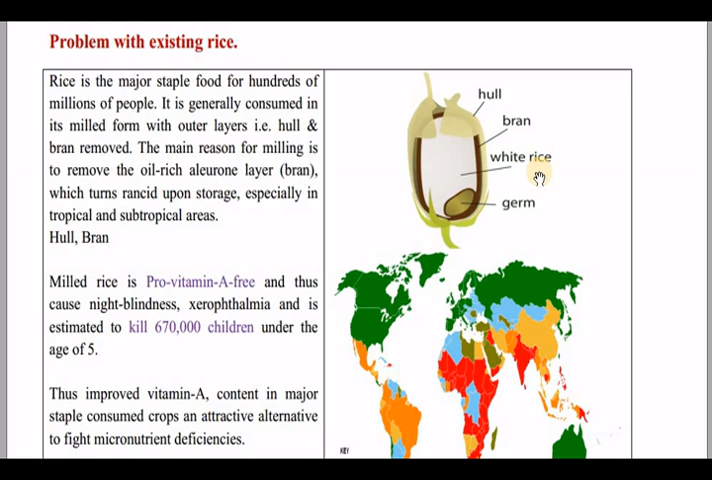 Problem with existing rice.
Rice is the major staple food for hundreds of
millions of people. It is generally consumed in
its milled form with outer layers i.e. hull &
bran removed. The main reason for milling is
to remove the oil-rich aleurone layer (bran),
which turns rancid upon storage, especially in
tropical and subtropical areas.
Hull, Bran
Milled rice is Pro-vitamin-A-free and thus
cause night-blindness, xerophthalmia and is
estimated to kill 670,000 children under the
age of 5.
Thus improved vitamin-A, content in major
staple consumed crops an attractive alternative
to fight micronutrient deficiencies.
hull
bran
white rice
germ
KEY